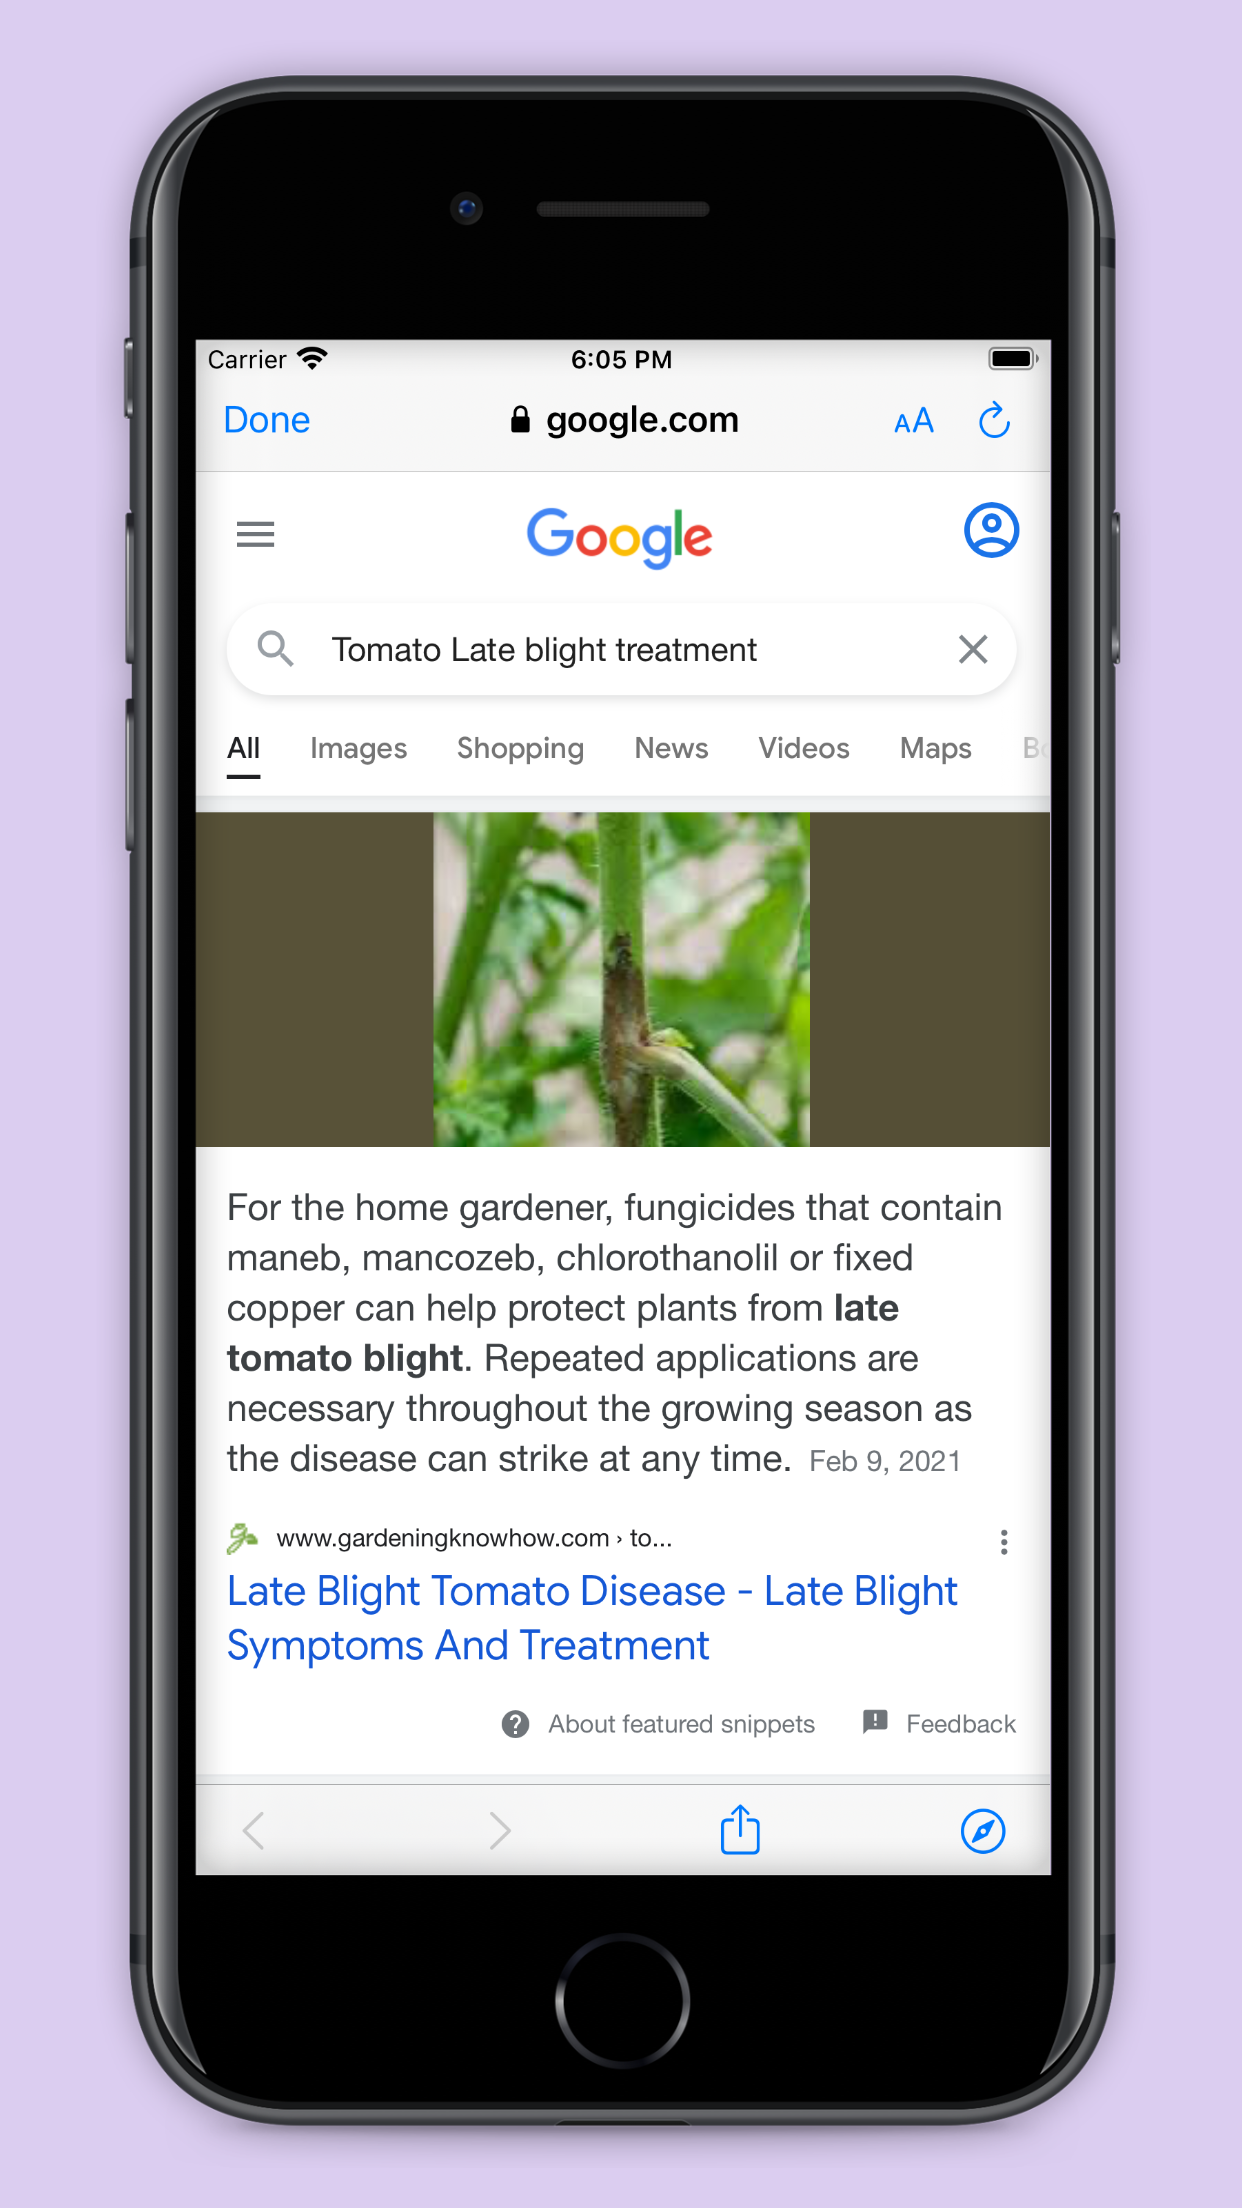 Carrier 6:05 PM
Done google.com AA
Google
Tomato Late blight treatment
All Images Shopping News Videos Maps
For the home gardener, fungicides that contain
maneb, mancozeb, chlorothanolil or fixed
copper can help protect plants from late
tomato blight. Repeated applications are
necessary throughout the growing season as
the disease can strike at any time. Feb 9, 2021
www.gardeningknowhow.com › to...
Late Blight Tomato Disease - Late Blight
Symptoms And Treatment
About featured snippets Feedback